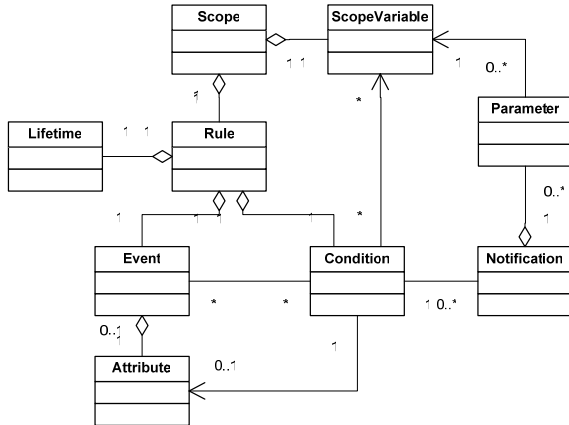 Scope
ScopeVariable
1 1
1
0..*
*
Parameter
Lifetime
1 1
Rule
0..*
1
1
1
1
1
*
Event
Condition
Notification
*
*
1 0..*
0..1
1
1
Attribute
0..1